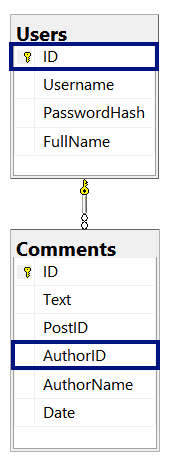 Users
ID
Username
PasswordHash
FullName
Comments
ID
Text
PostID
AuthorID
AuthorName
Date